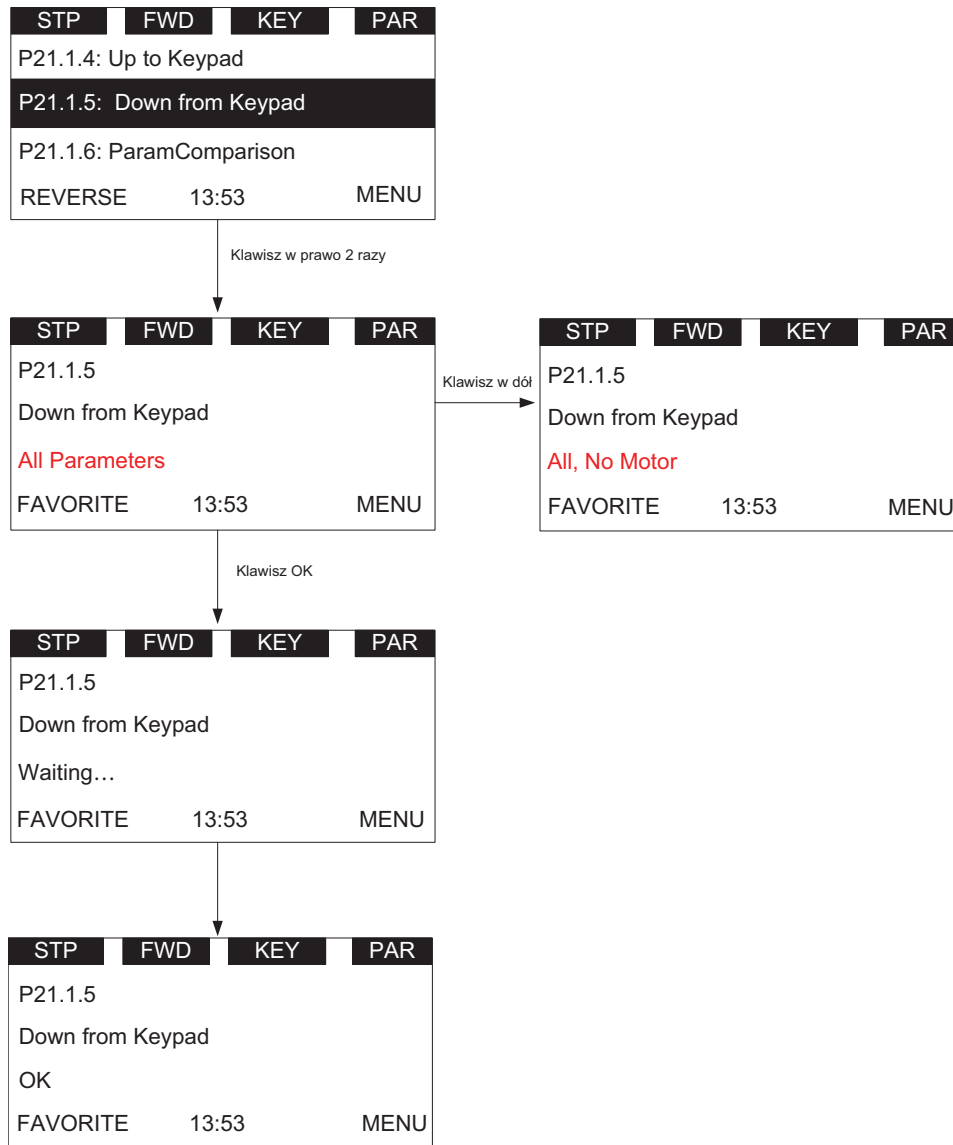 STP FWD KEY PAR
P21.1.4: Up to Keypad
P21.1.5: Down from Keypad
P21.1.6: ParamComparison
REVERSE 13:53 MENU
Klawisz w prawo 2 razy
STP FWD KEY PAR
P21.1.5
Down from Keypad
All Parameters
FAVORITE 13:53 MENU
Klawisz w dół
STP FWD KEY PAR
P21.1.5
Down from Keypad
All, No Motor
FAVORITE 13:53 MENU
Klawisz OK
STP FWD KEY PAR
P21.1.5
Down from Keypad
Waiting…
FAVORITE 13:53 MENU
STP FWD KEY PAR
P21.1.5
Down from Keypad
OK
FAVORITE 13:53 MENU